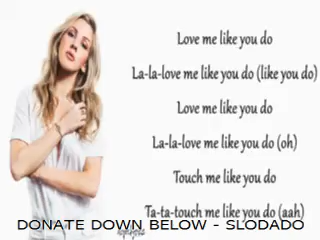 Love me like you do
La-la-love me like you do (like you do)
Love me like you do
La-la-love me like you do (oh)
Touch me like you do
Ta-ta-touch me like you do (aah)
DONATE DOWN BELOW - SLODADO